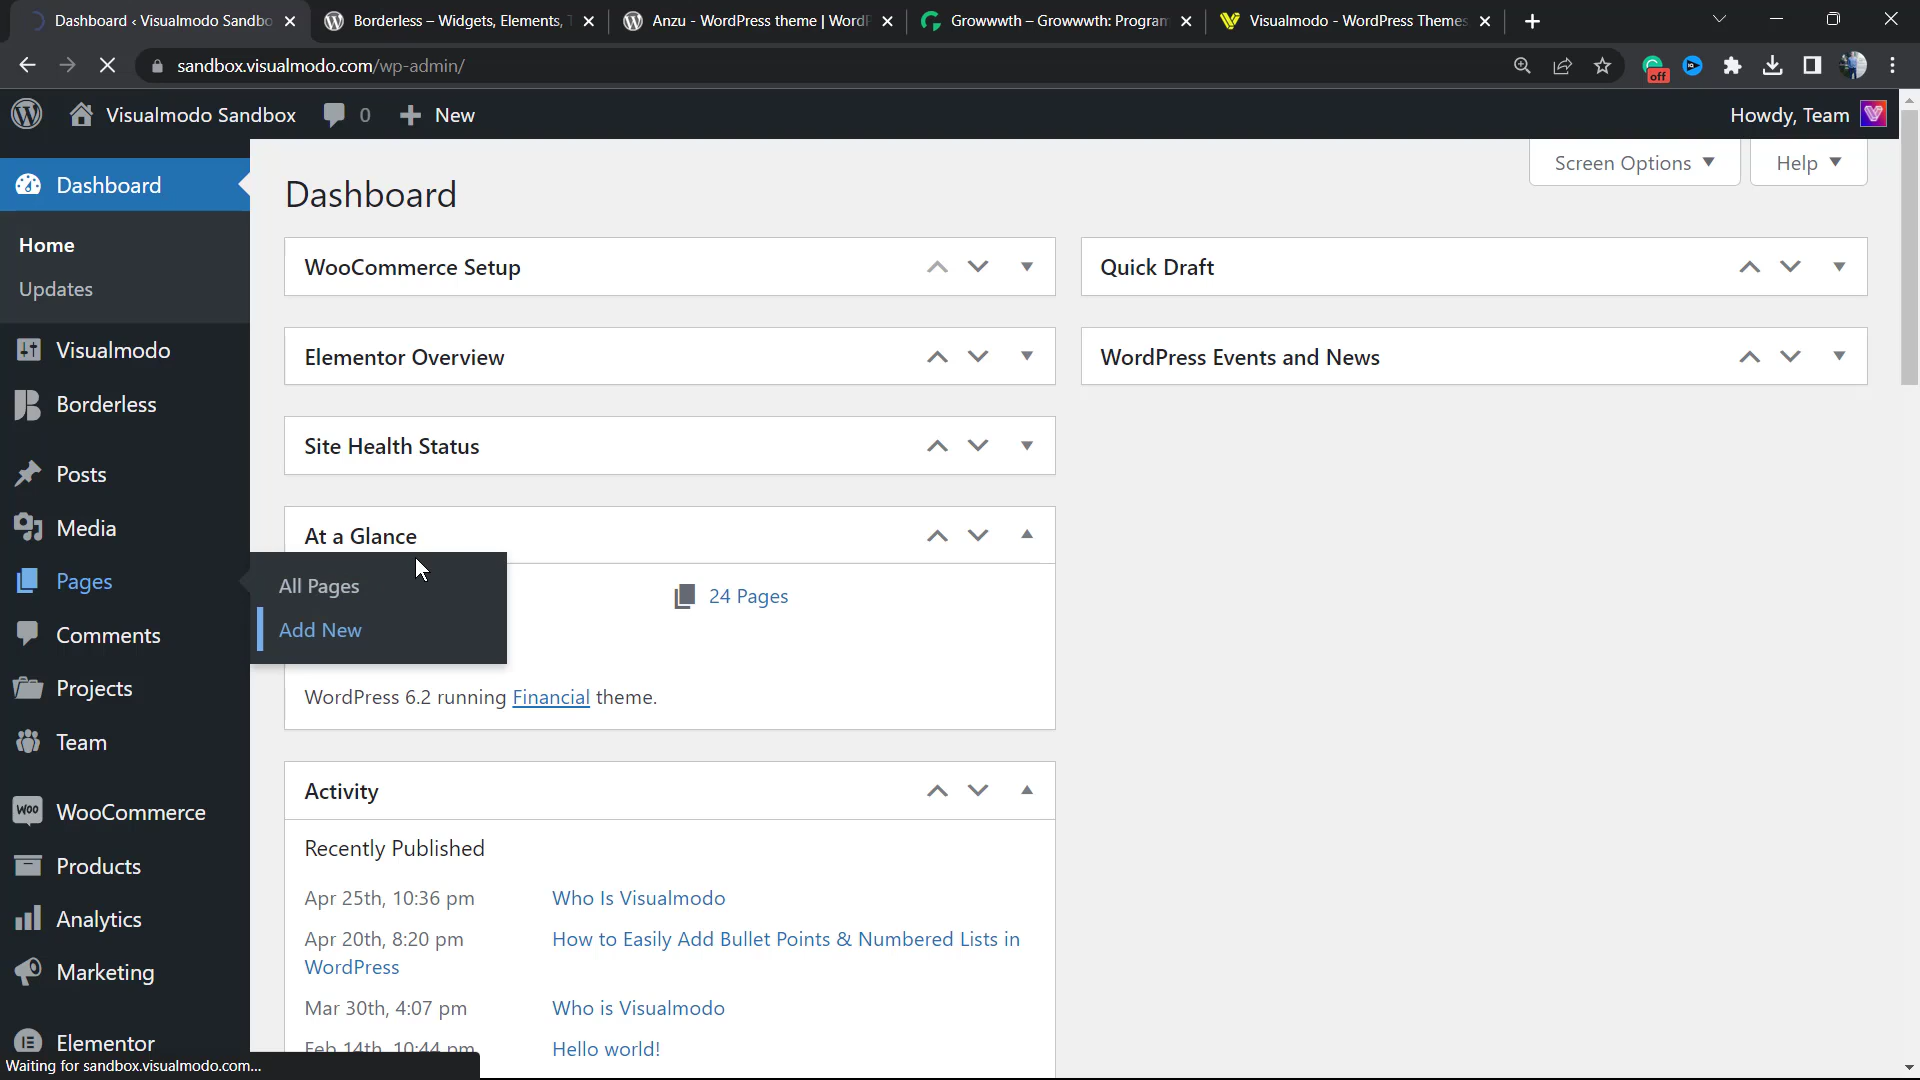 Dashboard ‹ Visualmodo Sandbo
Borderless – Widgets, Elements, T
Anzu - WordPress theme | WordP
Growwwth – Growwwth: Program
Visualmodo - WordPress Themes
sandbox.visualmodo.com/wp-admin/
off
Visualmodo Sandbox
0
New
Howdy, Team
Dashboard
Home
Updates
Visualmodo
Borderless
Posts
Media
Pages
Comments
Projects
Team
WooCommerce
Products
Analytics
Marketing
Elementor
All Pages
Add New
Screen Options
Help
Dashboard
WooCommerce Setup
Elementor Overview
Site Health Status
At a Glance
24 Pages
WordPress 6.2 running Financial theme.
Activity
Recently Published
Apr 25th, 10:36 pm Who Is Visualmodo
Apr 20th, 8:20 pm How to Easily Add Bullet Points & Numbered Lists in
WordPress
Mar 30th, 4:07 pm Who is Visualmodo
Feb 14th, 10:44 pm Hello world!
Quick Draft
WordPress Events and News
Waiting for sandbox.visualmodo.com...